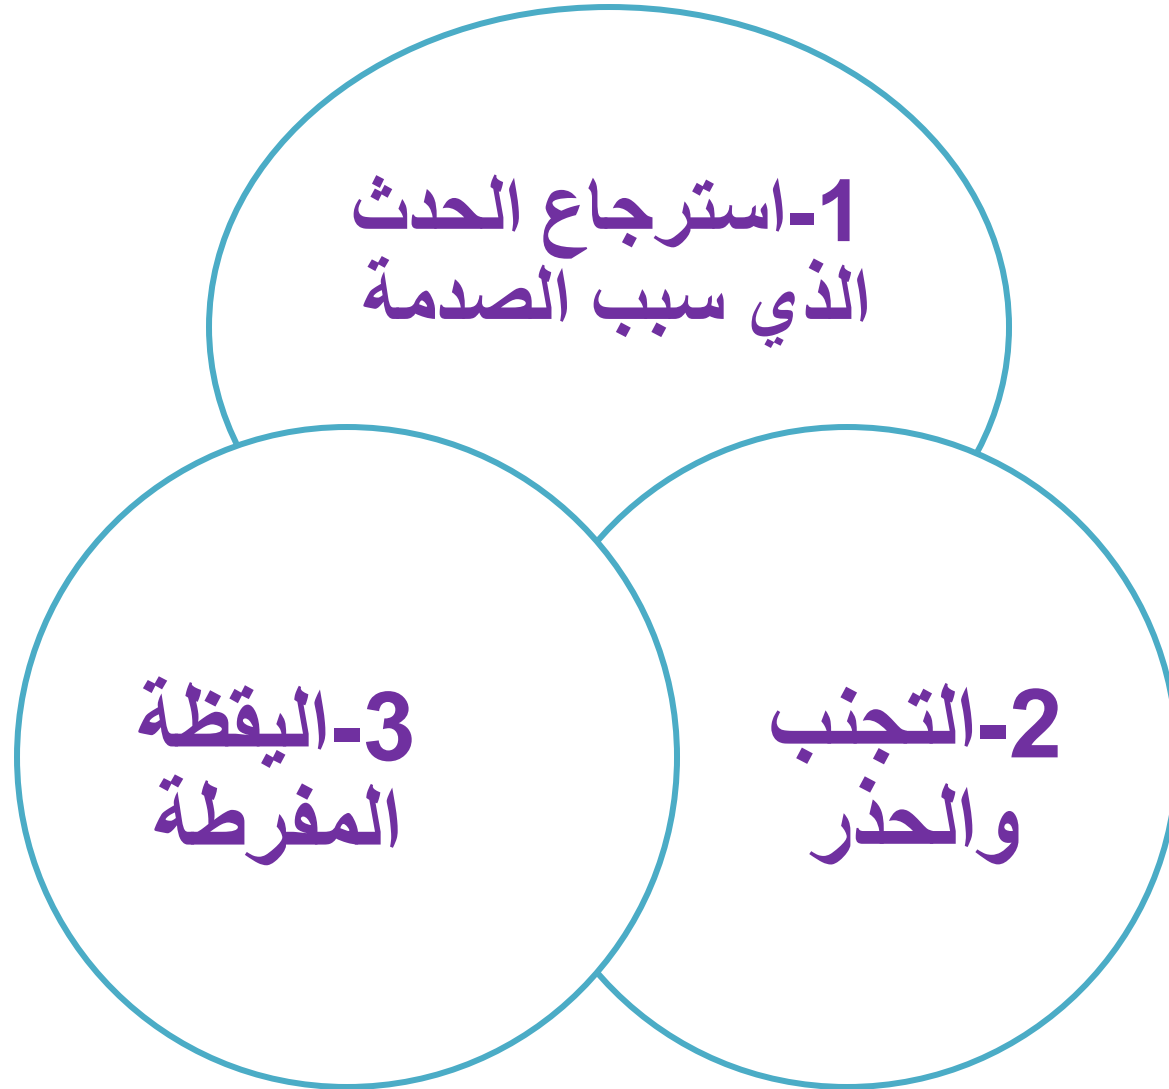 1-استرجاع الحدث
الذي سبب الصدمة
2-التجنب
والحذر
3-اليقظة
المفرطة